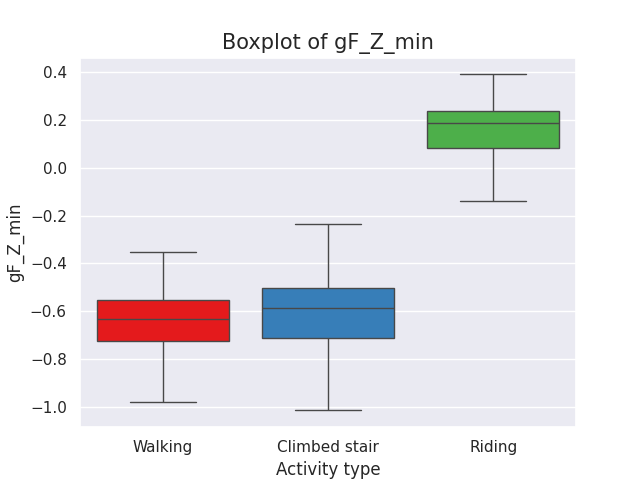 Boxplot of gF_Z_min
0.4
0.2
0.0
−0.2
−0.4
−0.6
−0.8
−1.0
gF_Z_min
Walking
Climbed stair
Riding
Activity type